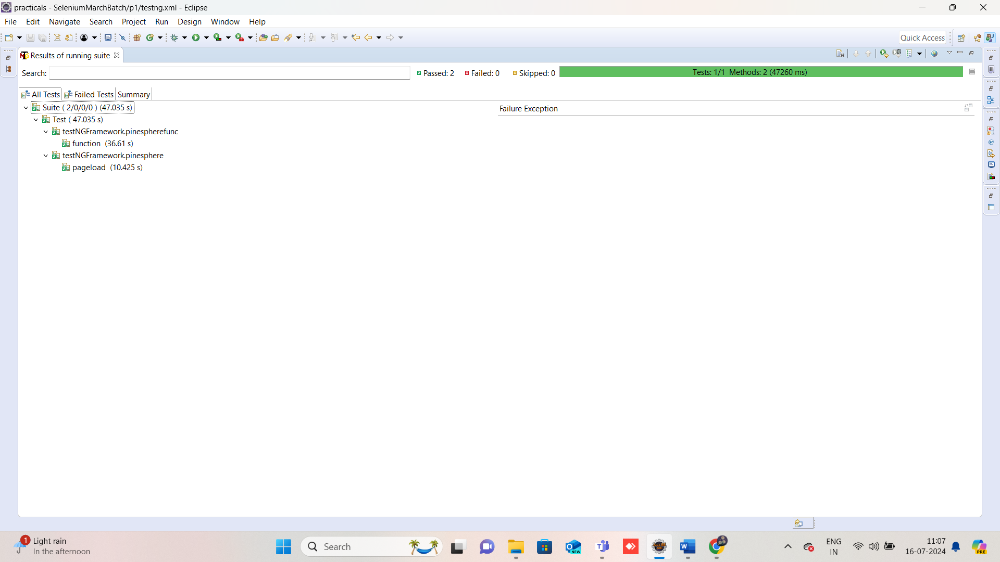 practicals - SeleniumMarchBatch/p1/testng.xml - Eclipse
File Edit Navigate Search Project Run Design Window Help
Quick Access
Results of running suite
Search: Passed: 2 Failed: 0 Skipped: 0 Tests: 1/1 Methods: 2 (47260 ms)
All Tests Failed Tests Summary
Suite ( 2/0/0/0 ) (47.035 s)
Failure Exception
Test ( 47.035 s)
testNGFramework.pinespherefunc
function (36.61 s)
testNGFramework.pinesphere
pageload (10.425 s)
1
Light rain
In the afternoon
Search
NEW
ENG
IN
11:07
16-07-2024
PRE